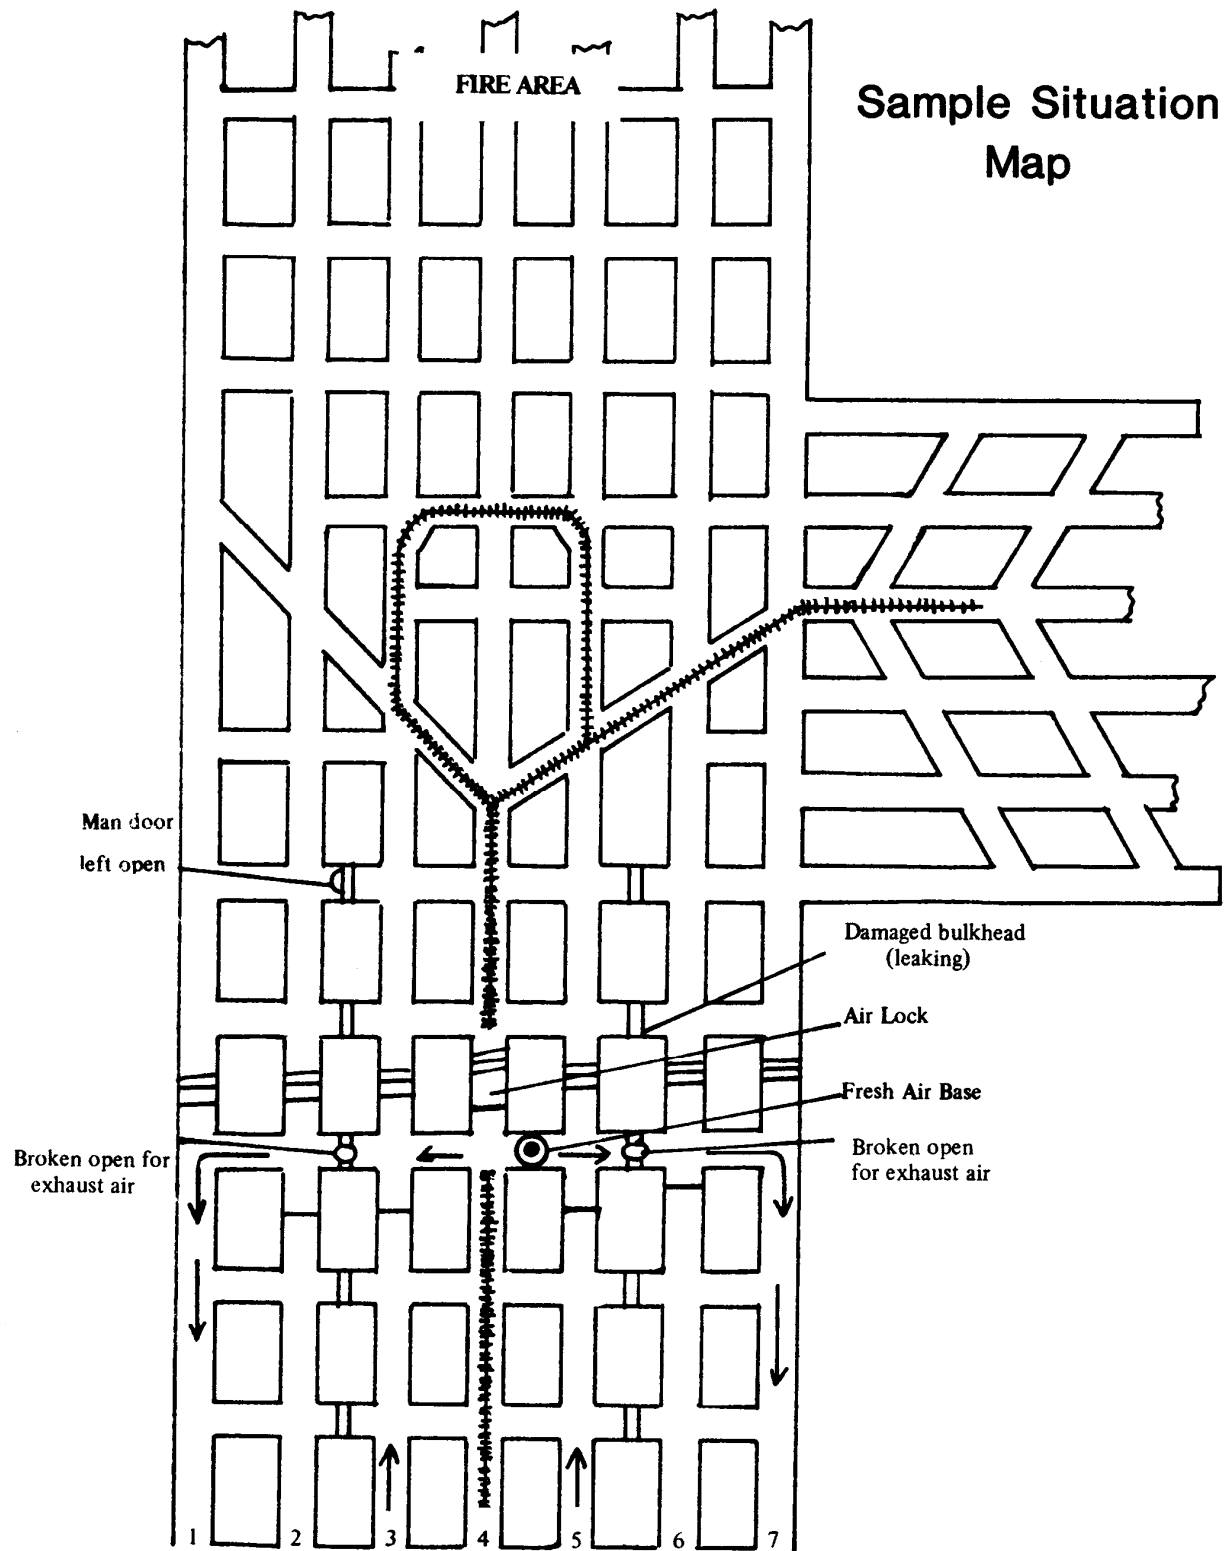 FIRE AREA
Sample Situation
Map
Man door
left open
Damaged bulkhead
(leaking)
Air Lock
Fresh Air Base
Broken open for
exhaust air
Broken open
for exhaust air
1 2 3 4 5 6 7